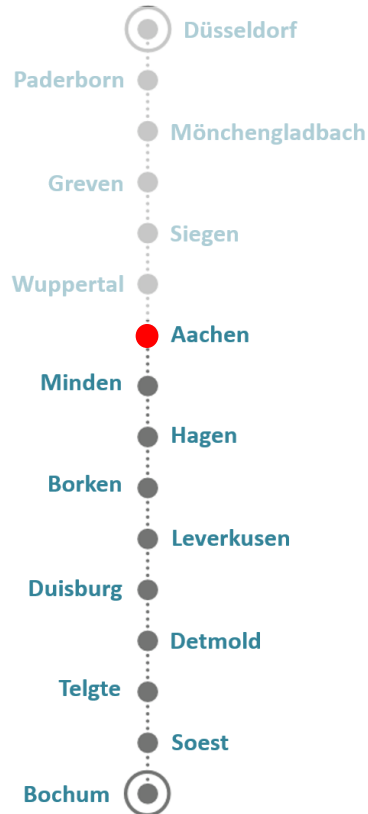 Düsseldorf
Paderborn
Mönchengladbach
Greven
Siegen
Wuppertal
Aachen
Minden
Hagen
Borken
Leverkusen
Duisburg
Detmold
Telgte
Soest
Bochum